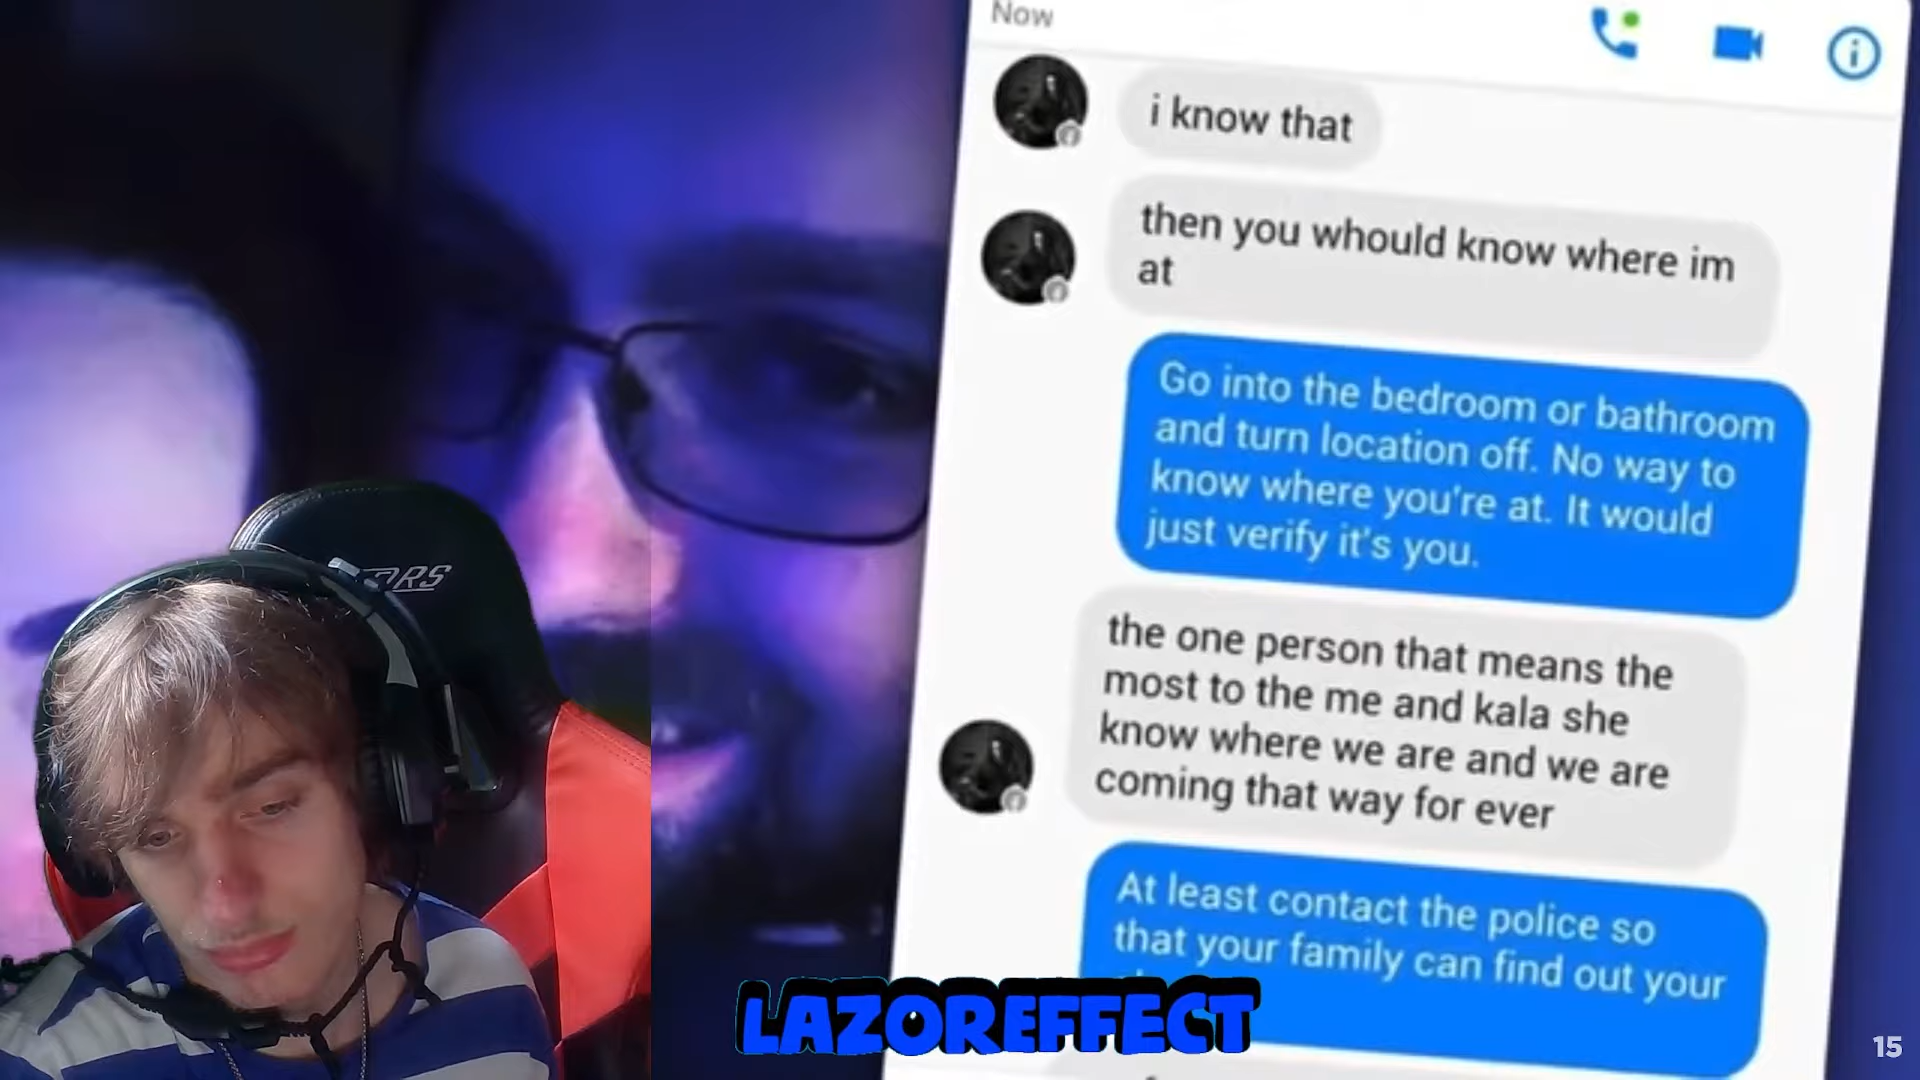 Now
i know that
then you whould know where im
at
Go into the bedroom or bathroom
and turn location off. No way to
know where you're at. It would
just verify it's you.
the one person that means the
most to the me and kala she
know where we are and we are
coming that way for ever
At least contact the police so
that your family can find out your
LAZOREFFECT
15